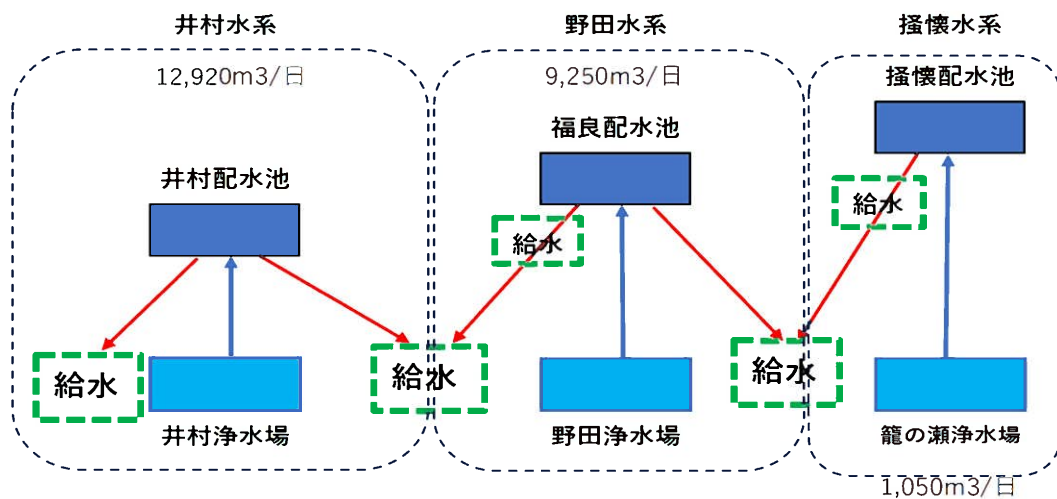 井村水系
12,920m3/日
井村配水池
給水
給水
井村浄水場
野田水系
9,250m3/日
福良配水池
給水
給水
野田浄水場
掻懐水系
掻懐配水池
給水
籠の瀬浄水場
1,050m3/日